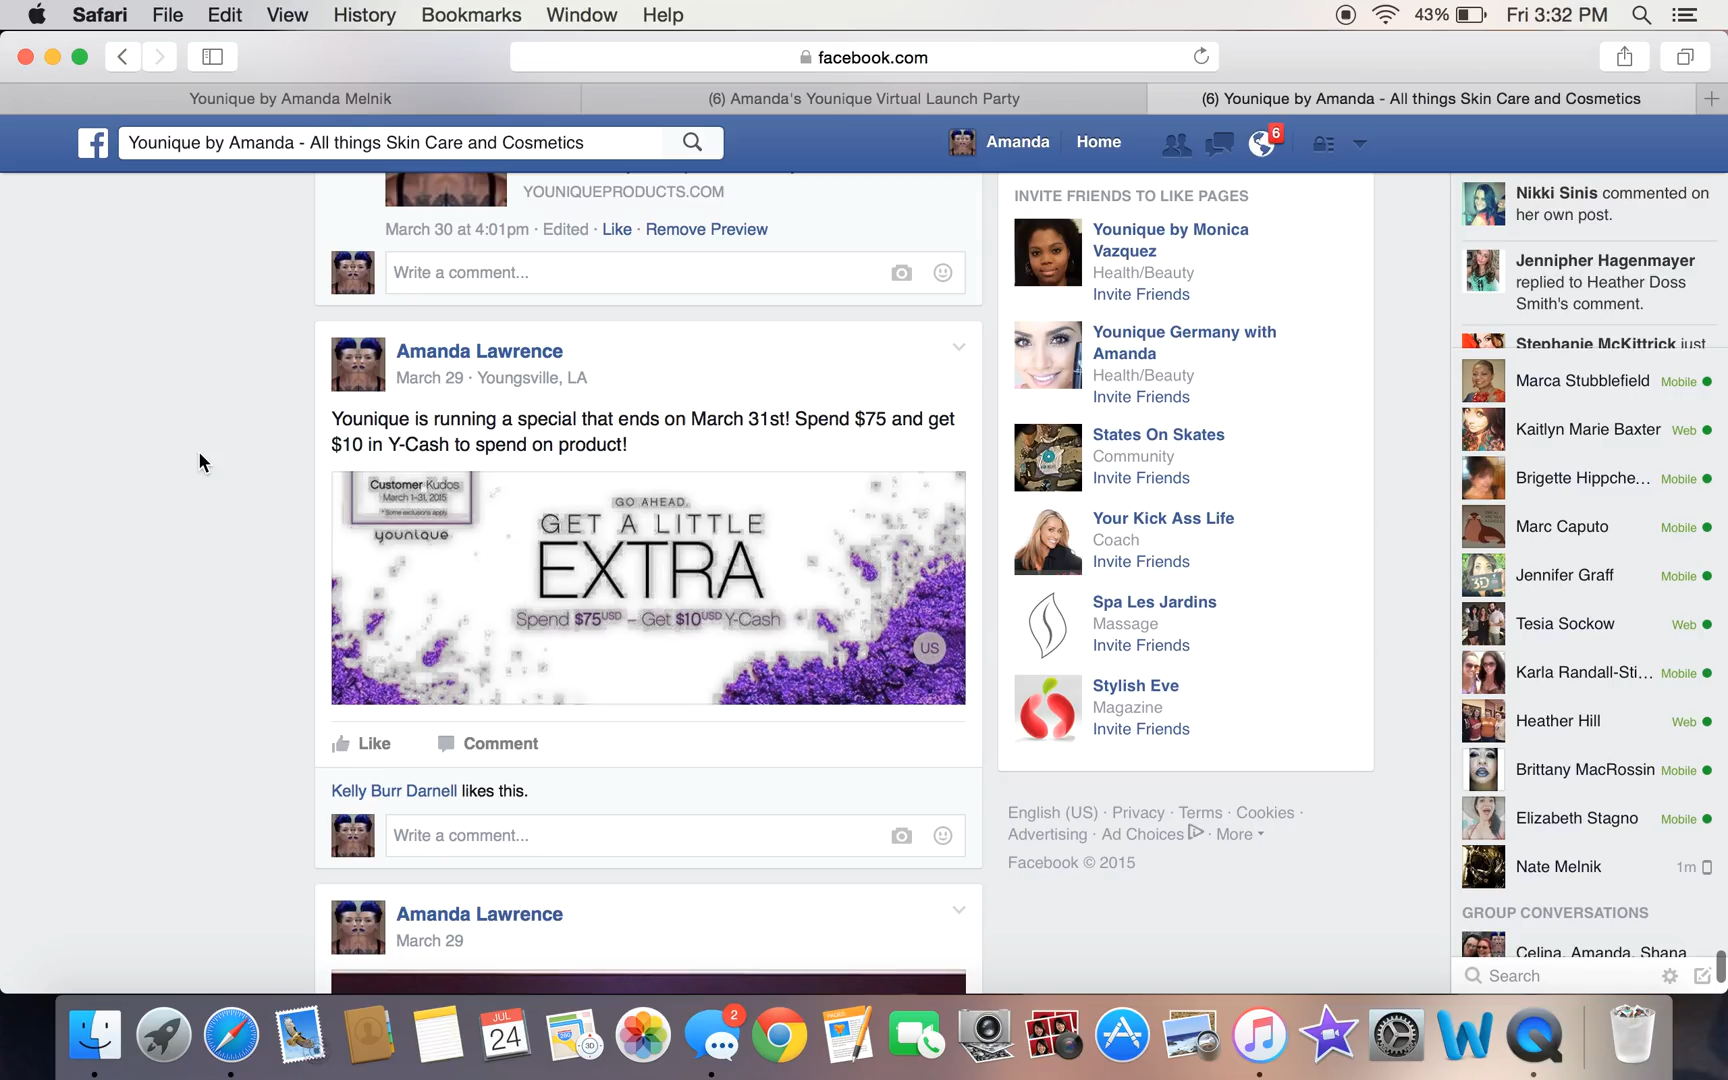 Safari File Edit View History Bookmarks Window Help 43% Fri 3:32 PM
facebook.com
Younique by Amanda Melnik
(6) Amanda's Younique Virtual Launch Party
(6) Younique by Amanda - All things Skin Care and Cosmetics
Younique by Amanda - All things Skin Care and Cosmetics
Amanda Home 6
YOUNIQUEPRODUCTS.COM
March 30 at 4:01pm · Edited · Like · Remove Preview
Write a comment...
Amanda Lawrence
March 29 · Youngsville, LA
Younique is running a special that ends on March 31st! Spend $75 and get
$10 in Y-Cash to spend on product!
Customer Kudos
March 1-31, 2015
*Some exclusions apply
younique
GO AHEAD,
GET A LITTLE
EXTRA
Spend $75USD – Get $10USD Y-Cash
US
Like Comment
Kelly Burr Darnell likes this.
Write a comment...
Amanda Lawrence
March 29
INVITE FRIENDS TO LIKE PAGES
Younique by Monica
Vazquez
Health/Beauty
Invite Friends
Younique Germany with
Amanda
Health/Beauty
Invite Friends
States On Skates
Community
Invite Friends
Your Kick Ass Life
Coach
Invite Friends
Spa Les Jardins
Massage
Invite Friends
Stylish Eve
Magazine
Invite Friends
English (US) · Privacy · Terms · Cookies ·
Advertising · Ad Choices · More
Facebook © 2015
Nikki Sinis commented on
her own post.
Jennipher Hagenmayer
replied to Heather Doss
Smith's comment.
Stephanie McKittrick just
Marca Stubblefield Mobile
Kaitlyn Marie Baxter Web
Brigette Hippche... Mobile
Marc Caputo Mobile
Jennifer Graff Mobile
Tesia Sockow Web
Karla Randall-Sti... Mobile
Heather Hill Web
Brittany MacRossin Mobile
Elizabeth Stagno Mobile
Nate Melnik 1m
GROUP CONVERSATIONS
Celina, Amanda, Shana
Search
JUL
24
3D
2
PAGES
W